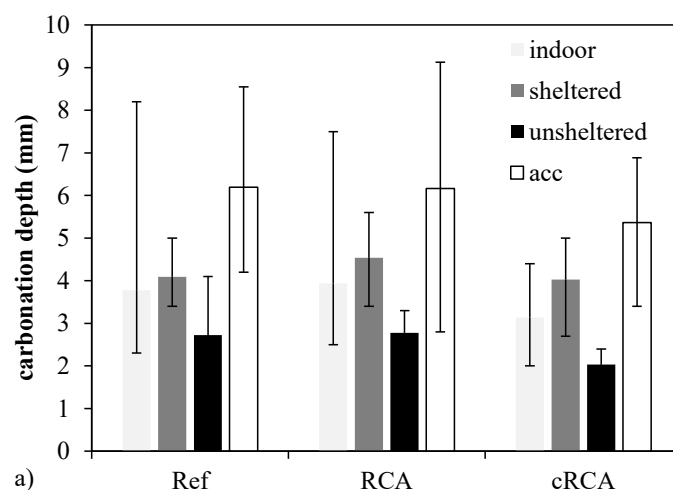 carbonation depth (mm)
10
9
8
7
6
5
4
3
2
1
0
indoor
sheltered
unsheltered
acc
Ref RCA cRCA
a)